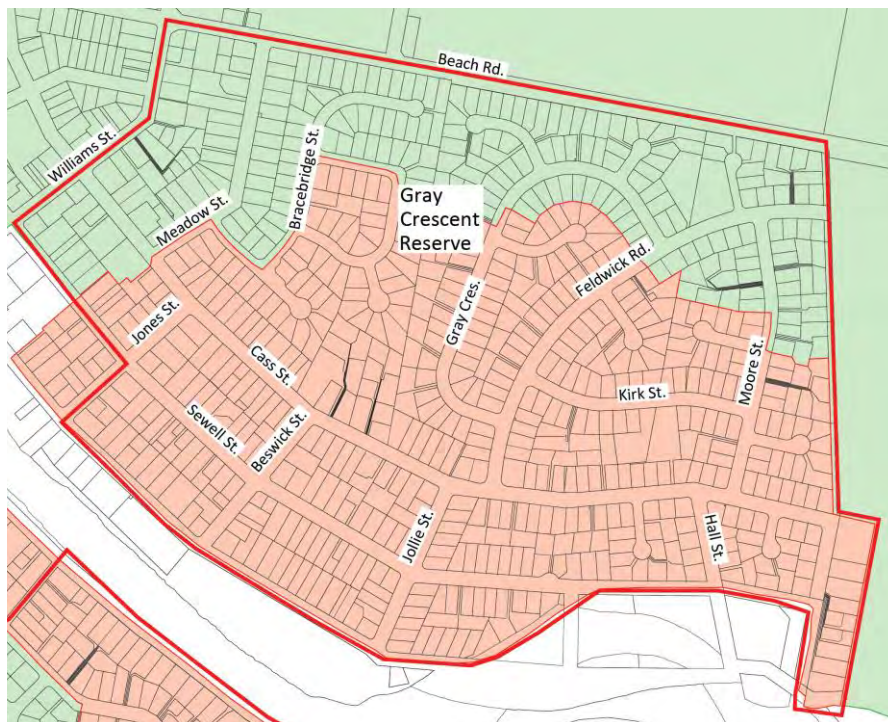 Beach Rd.
Williams St.
Bracebridge St.
Meadow St.
Gray
Crescent
Reserve
Feldwick Rd.
Gray Cres.
Jones St.
Cass St.
Kirk St.
Moore St.
Sewell St.
Beswick St.
Jollie St.
Hall St.